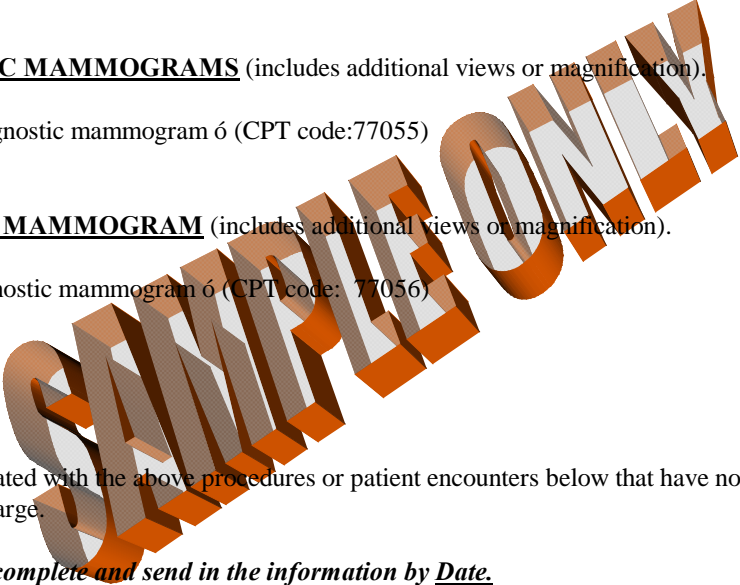 C MAMMOGRAMS (includes additional views or magnification).
gnostic mammogram ó (CPT code:77055)
MAMMOGRAM (includes additional views or magnification).
nostic mammogram ó (CPT code: 77056)
SAMPLE ONLY
ated with the above procedures or patient encounters below that have no
arge.
complete and send in the information by Date.